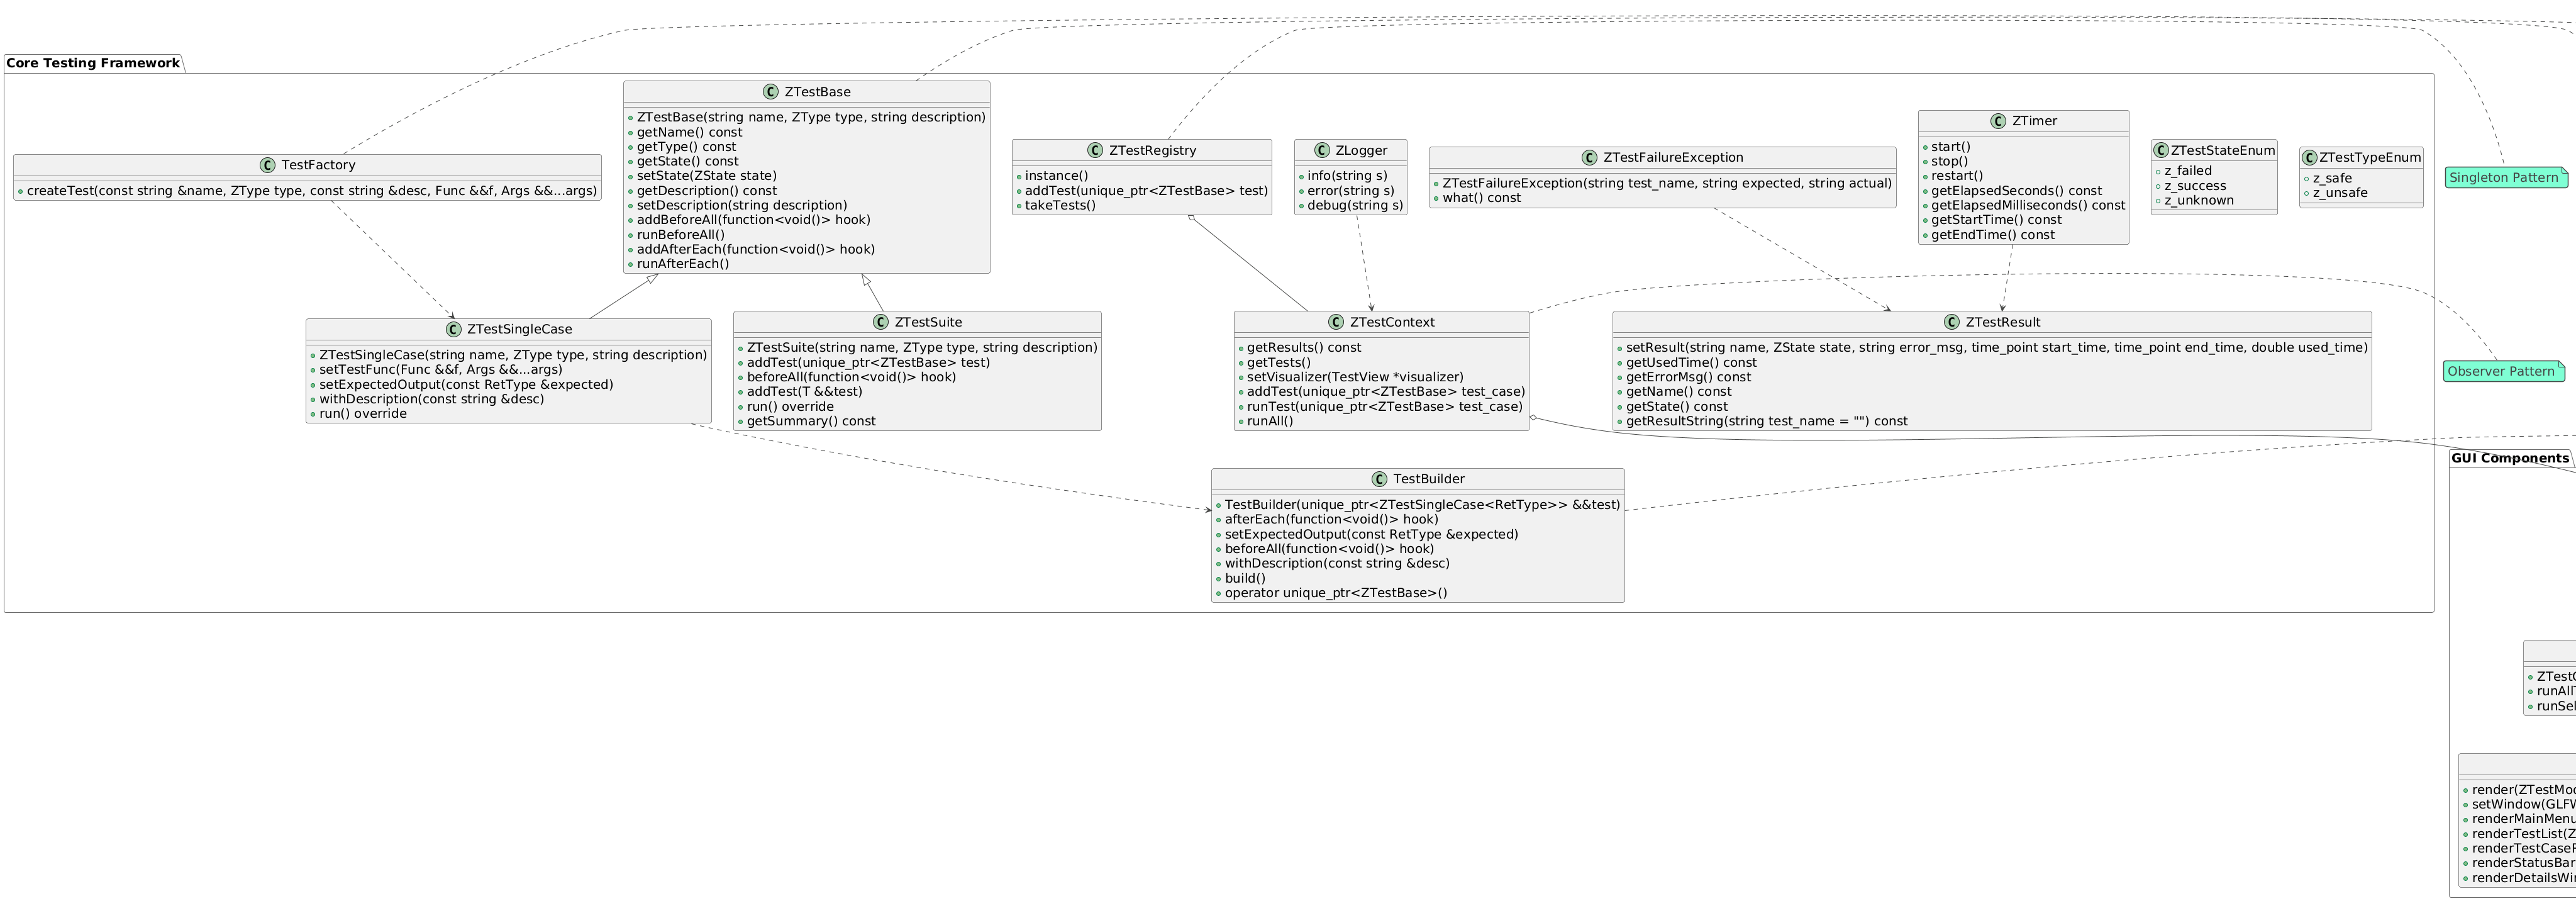 Core Testing Framework
C ZTestBase
ZTestBase(string name, ZType type, string description)
getName() const
getType() const
getState() const
setState(ZState state)
getDescription() const
setDescription(string description)
addBeforeAll(function<void()> hook)
runBeforeAll()
addAfterEach(function<void()> hook)
runAfterEach()
C TestFactory
createTest(const string &name, ZType type, const string &desc, Func &&f, Args &&...args)
C ZTestRegistry
instance()
addTest(unique_ptr<ZTestBase> test)
takeTests()
C ZLogger
info(string s)
error(string s)
debug(string s)
C ZTestFailureException
ZTestFailureException(string test_name, string expected, string actual)
what() const
C ZTimer
start()
stop()
restart()
getElapsedSeconds() const
getElapsedMilliseconds() const
getStartTime() const
getEndTime() const
C ZTestStateEnum
z_failed
z_success
z_unknown
C ZTestTypeEnum
z_safe
z_unsafe
Singleton Pattern
C ZTestSingleCase
ZTestSingleCase(string name, ZType type, string description)
setTestFunc(Func &&f, Args &&...args)
setExpectedOutput(const RetType &expected)
withDescription(const string &desc)
run() override
C ZTestSuite
ZTestSuite(string name, ZType type, string description)
addTest(unique_ptr<ZTestBase> test)
beforeAll(function<void()> hook)
addTest(T &&test)
run() override
getSummary() const
C ZTestContext
getResults() const
getTests()
setVisualizer(TestView *visualizer)
addTest(unique_ptr<ZTestBase> test_case)
runTest(unique_ptr<ZTestBase> test_case)
runAll()
C ZTestResult
setResult(string name, ZState state, string error_msg, time_point start_time, time_point end_time, double used_time)
getUsedTime() const
getErrorMsg() const
getName() const
getState() const
getResultString(string test_name = "") const
Observer Pattern
C TestBuilder
TestBuilder(unique_ptr<ZTestSingleCase<RetType>> &&test)
afterEach(function<void()> hook)
setExpectedOutput(const RetType &expected)
beforeAll(function<void()> hook)
withDescription(const string &desc)
build()
operator unique_ptr<ZTestBase>()
GUI Components
ZTest
runAll
runSel
render(ZTestMod
setWindow(GLFW
renderMainMenu
renderTestList(Z
renderTestCase
renderStatusBar
renderDetailsWi